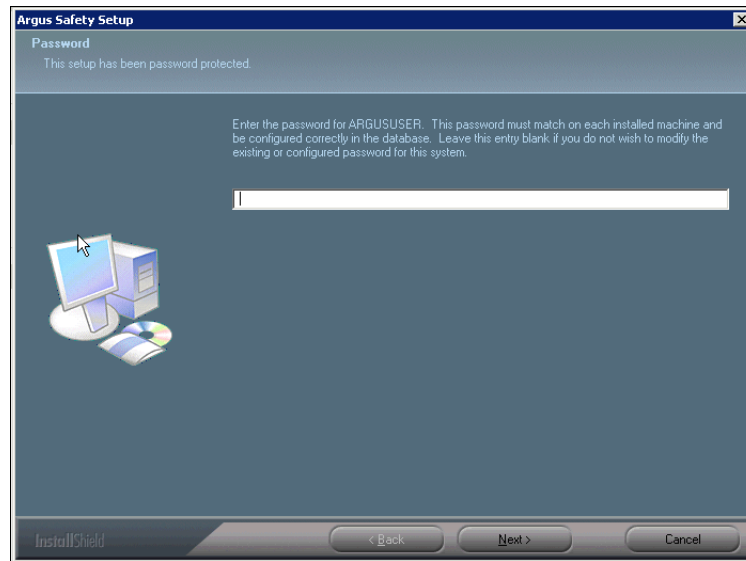 Argus Safety Setup
Password
This setup has been password protected.
Enter the password for ARGUSUSER. This password must match on each installed machine and
be configured correctly in the database. Leave this entry blank if you do not wish to modify the
existing or configured password for this system.
InstallShield
< Back
Next >
Cancel